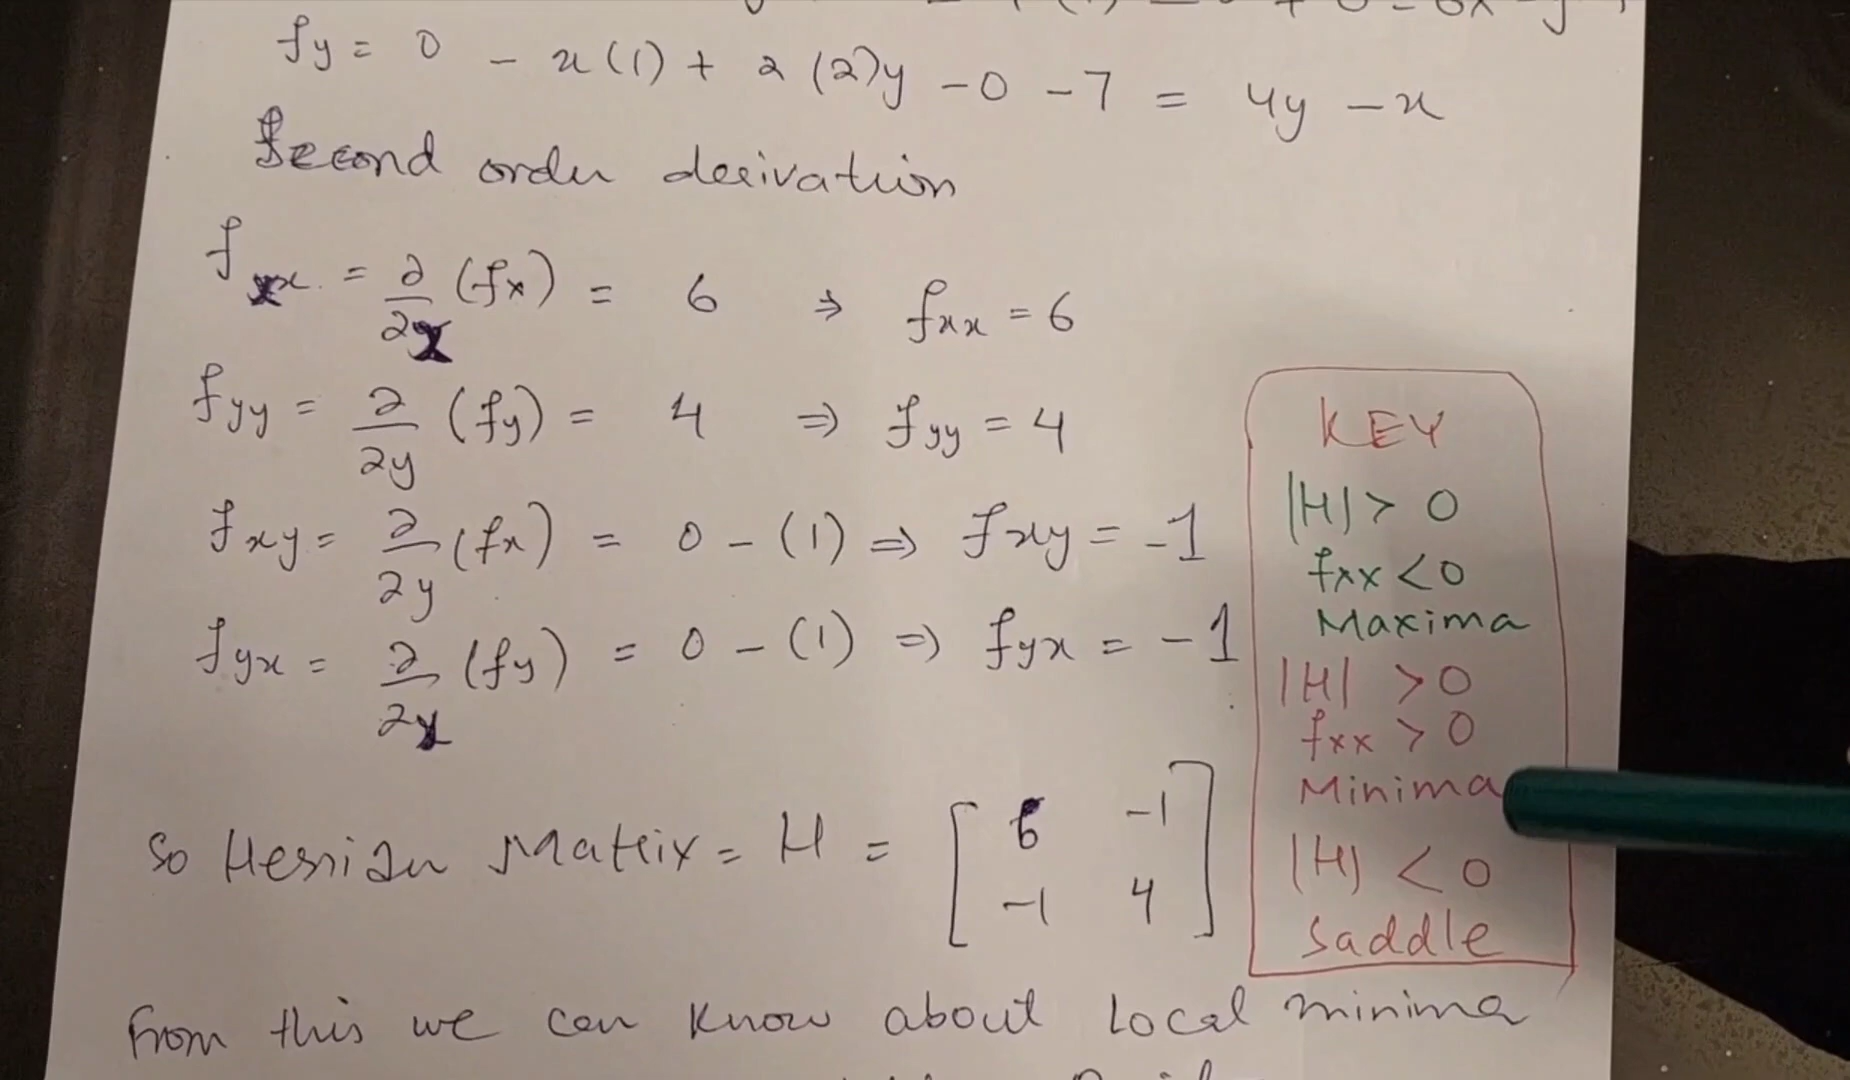 fy = 0 - x(1) + 2(2)y - 0 - 7 = 4y - x
Second order derivation
fxx = ∂/∂x (fx) = 6 ⇒ fxx = 6
fyy = ∂/∂y (fy) = 4 ⇒ fyy = 4
fxy = ∂/∂y (fx) = 0 - (1) ⇒ fxy = -1
fyx = ∂/∂x (fy) = 0 - (1) ⇒ fyx = -1
So Hessian Matrix = H = [6 -1
-1 4]
From this we can know about Local minima
KEY
|H| > 0
fxx < 0
Maxima
|H| > 0
fxx > 0
Minima
|H| < 0
Saddle